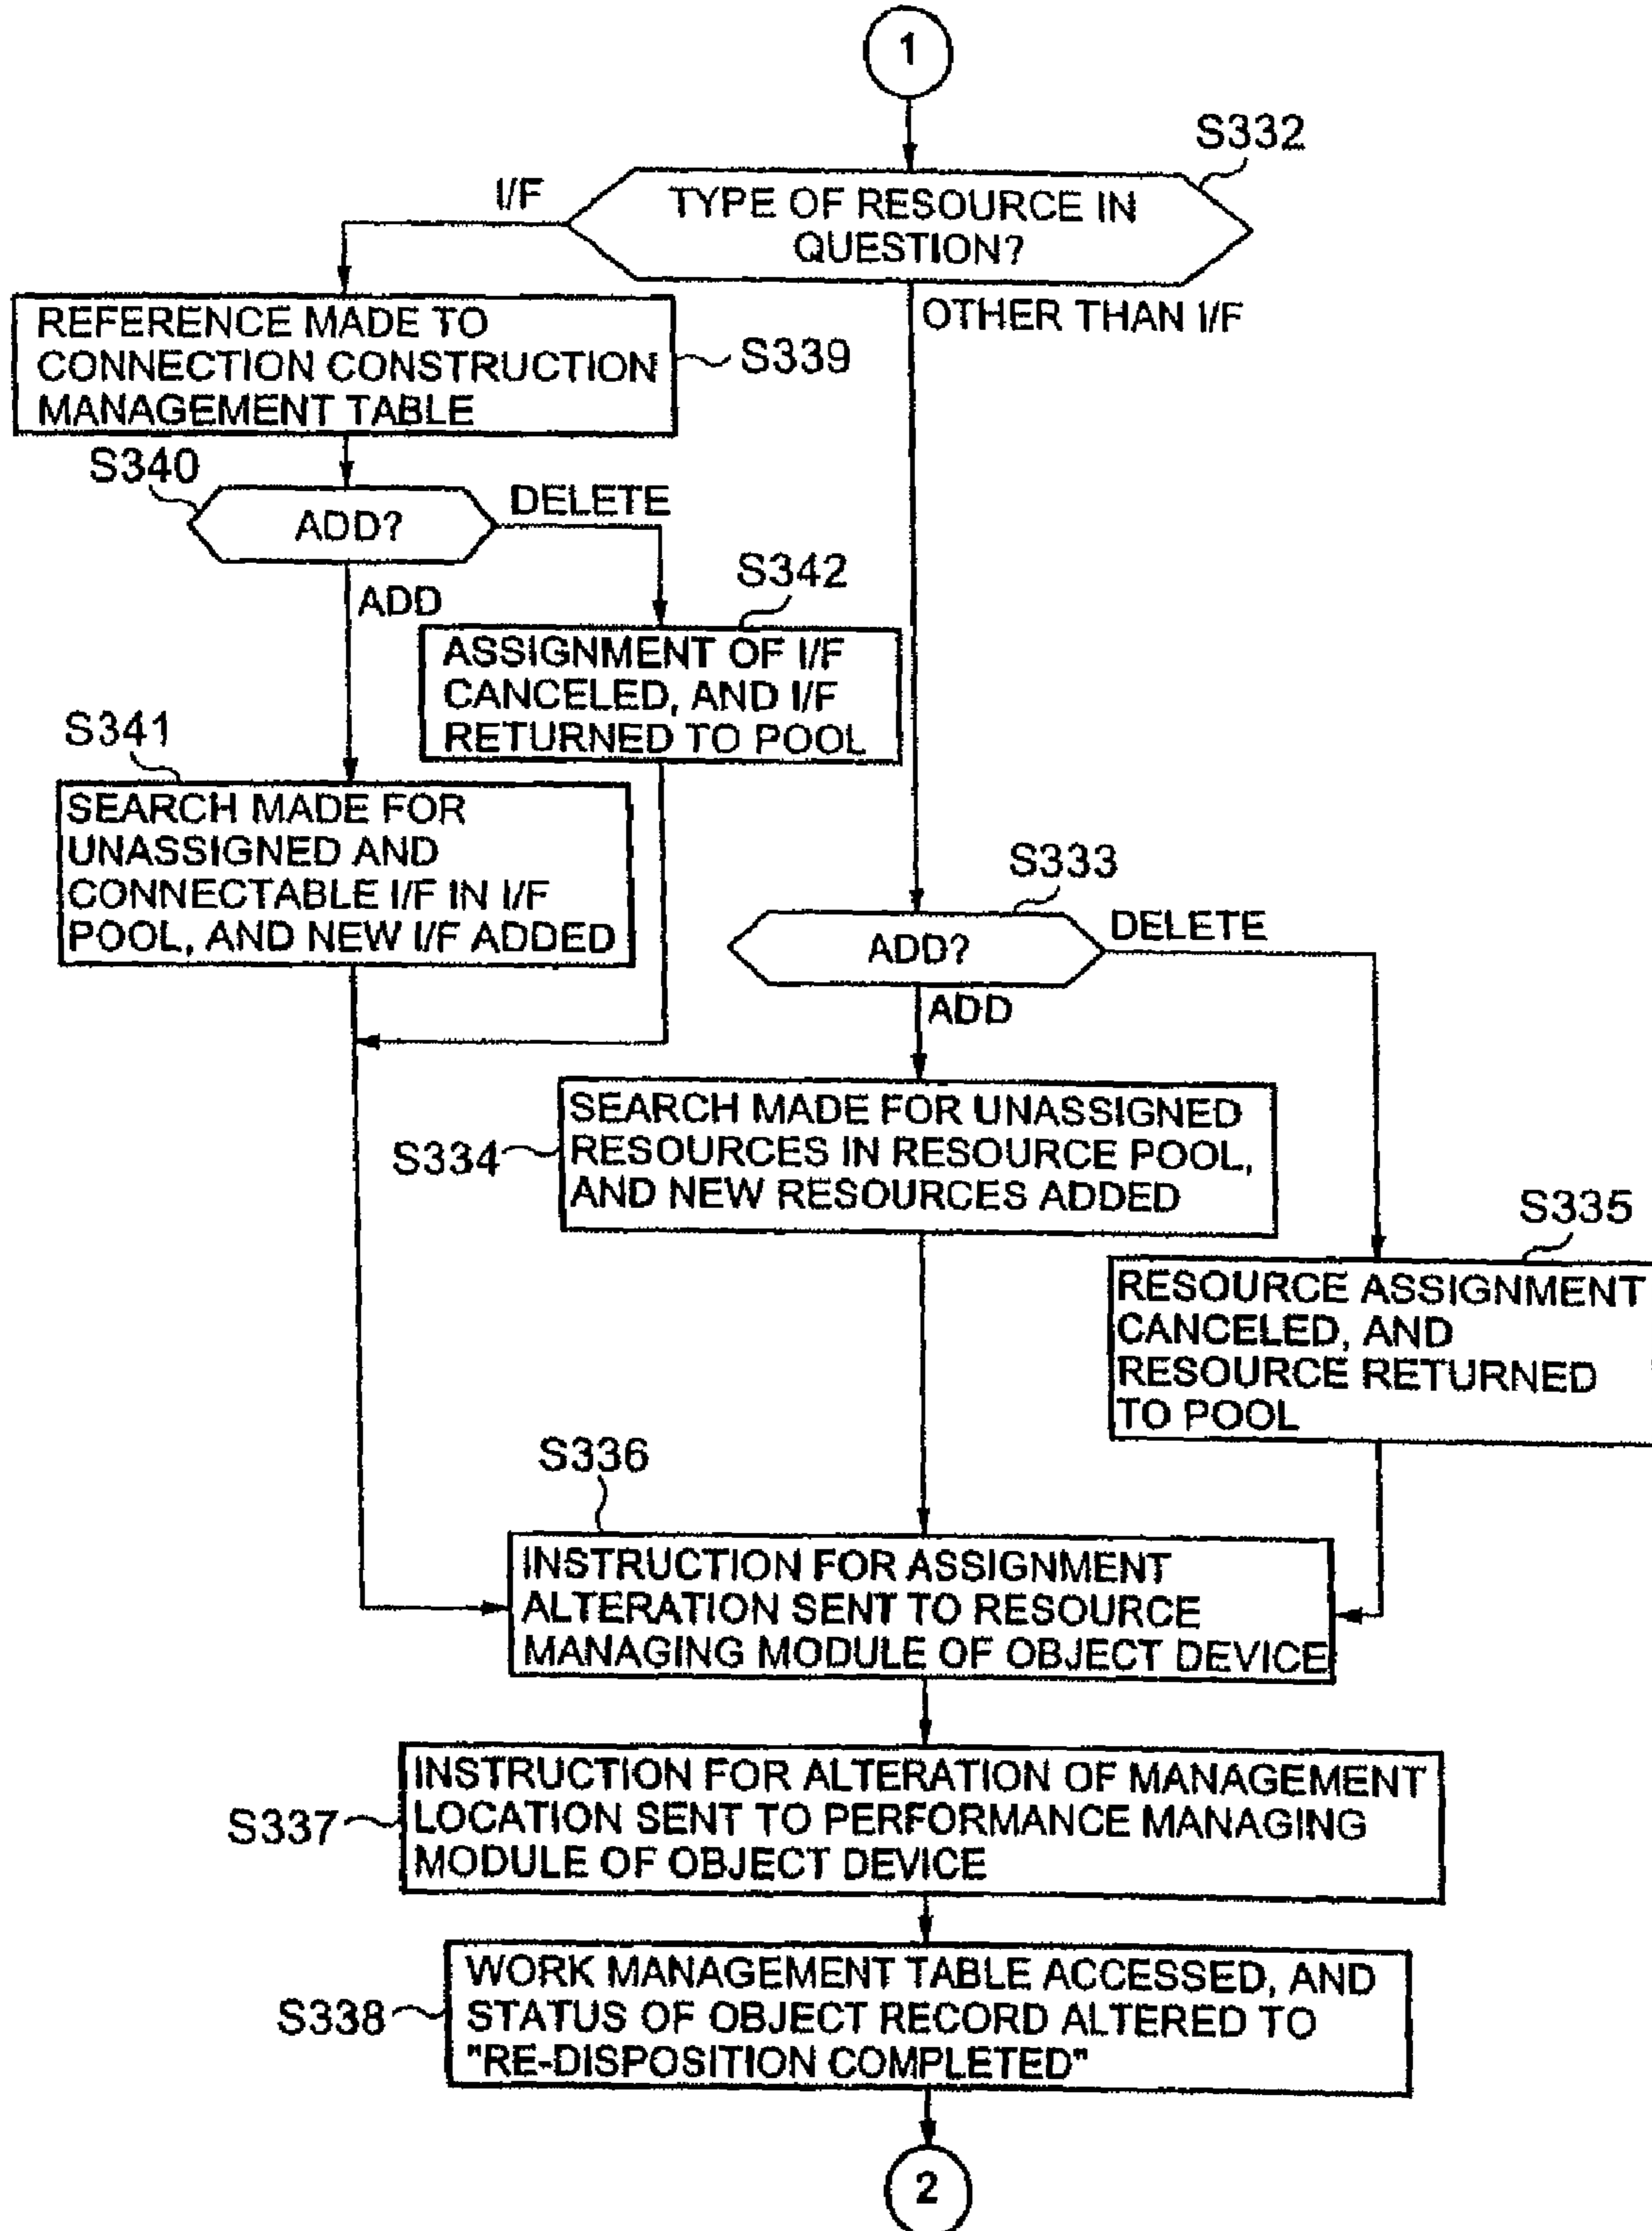 1
S332
I/F
TYPE OF RESOURCE IN
QUESTION?
OTHER THAN I/F
REFERENCE MADE TO
CONNECTION CONSTRUCTION
MANAGEMENT TABLE
S339
S340
ADD?
DELETE
ADD
S342
ASSIGNMENT OF I/F
CANCELED, AND I/F
RETURNED TO POOL
S341
SEARCH MADE FOR
UNASSIGNED AND
CONNECTABLE I/F IN I/F
POOL, AND NEW I/F ADDED
S333
ADD?
DELETE
ADD
S334
SEARCH MADE FOR UNASSIGNED
RESOURCES IN RESOURCE POOL,
AND NEW RESOURCES ADDED
S335
RESOURCE ASSIGNMENT
CANCELED, AND
RESOURCE RETURNED
TO POOL
S336
INSTRUCTION FOR ASSIGNMENT
ALTERATION SENT TO RESOURCE
MANAGING MODULE OF OBJECT DEVICE
S337
INSTRUCTION FOR ALTERATION OF MANAGEMENT
LOCATION SENT TO PERFORMANCE MANAGING
MODULE OF OBJECT DEVICE
S338
WORK MANAGEMENT TABLE ACCESSED, AND
STATUS OF OBJECT RECORD ALTERED TO
"RE-DISPOSITION COMPLETED"
2